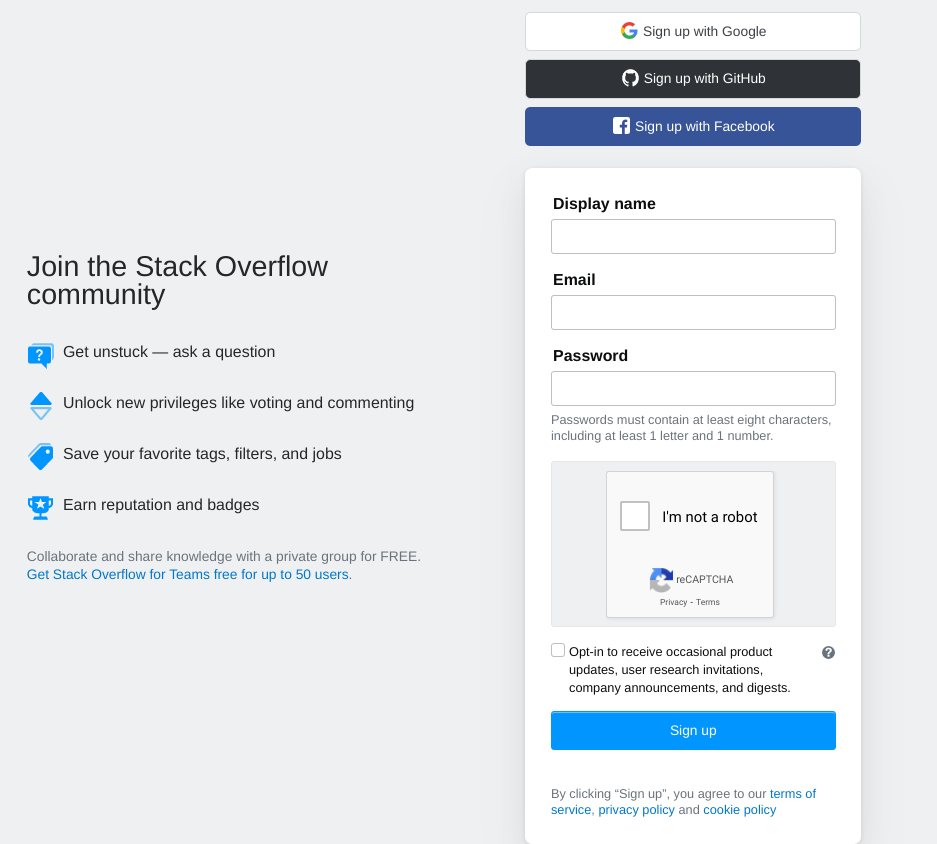 Sign up with Google
Sign up with GitHub
Sign up with Facebook
Join the Stack Overflow
community
Get unstuck — ask a question
Unlock new privileges like voting and commenting
Save your favorite tags, filters, and jobs
Earn reputation and badges
Collaborate and share knowledge with a private group for FREE.
Get Stack Overflow for Teams free for up to 50 users.
Display name
Email
Password
Passwords must contain at least eight characters,
including at least 1 letter and 1 number.
I'm not a robot
reCAPTCHA
Privacy - Terms
Opt-in to receive occasional product
updates, user research invitations,
company announcements, and digests.
Sign up
By clicking “Sign up”, you agree to our terms of
service, privacy policy and cookie policy